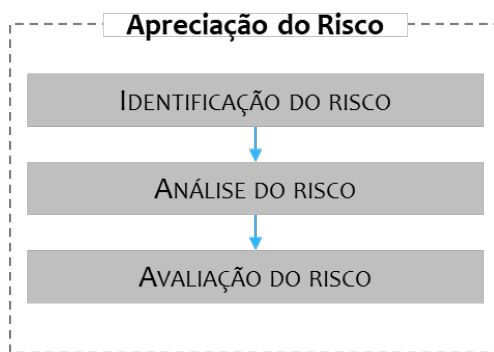 Apreciação do Risco
IDENTIFICAÇÃO DO RISCO
ANÁLISE DO RISCO
AVALIAÇÃO DO RISCO